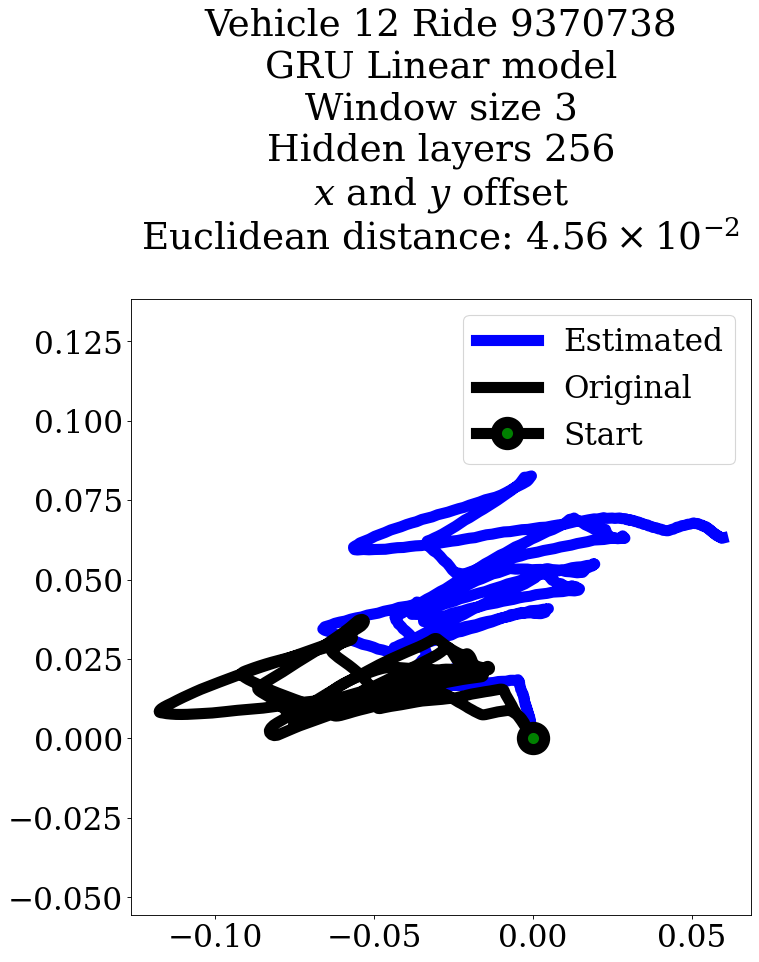 Vehicle 12 Ride 9370738
GRU Linear model
Window size 3
Hidden layers 256
x and y offset
Euclidean distance: 4.56 × 10⁻²
Estimated
Original
Start
0.125
0.100
0.075
0.050
0.025
0.000
−0.025
−0.050
−0.10 −0.05 0.00 0.05